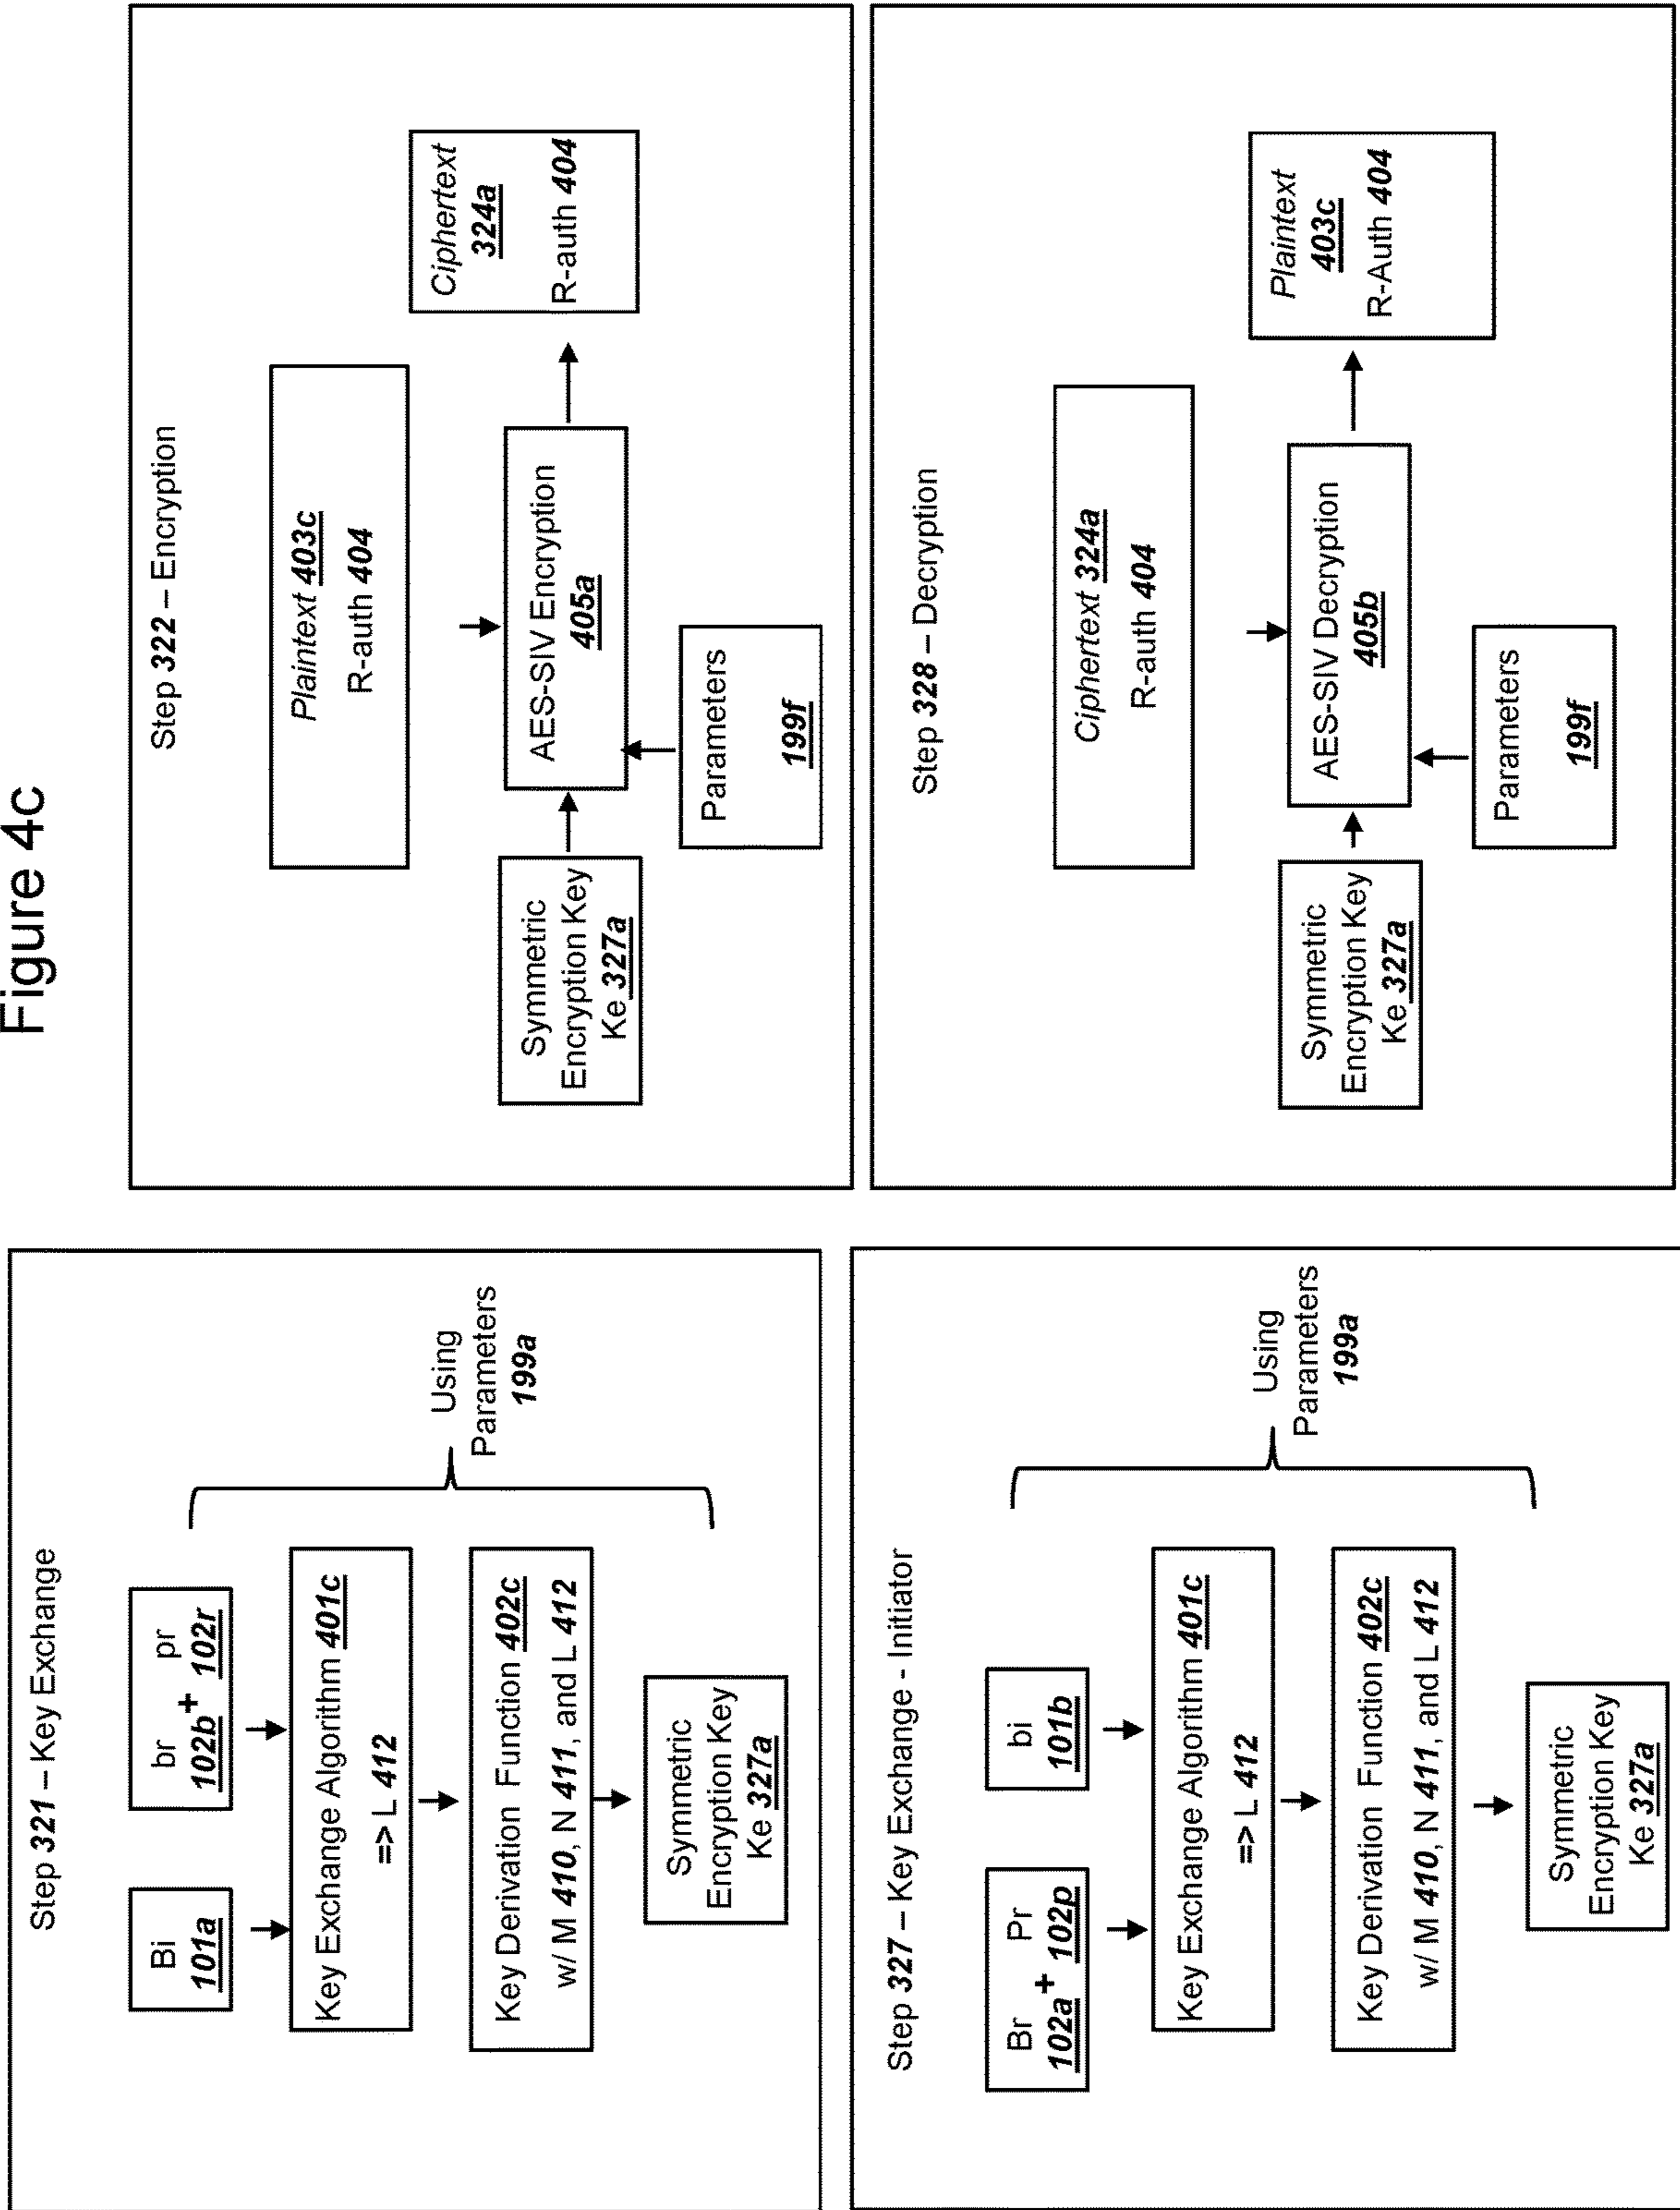 Figure 4c
Step 321 – Key Exchange
Bi
101a
br pr
102b + 102r
Key Exchange Algorithm 401c
=> L 412
Key Derivation Function 402c
w/ M 410, N 411, and L 412
Symmetric
Encryption Key
Ke 327a
Using
Parameters
199a
Step 322 – Encryption
Plaintext 403c
R-auth 404
Symmetric
Encryption Key
Ke 327a
AES-SIV Encryption
405a
Parameters
199f
Ciphertext
324a
R-auth 404
Step 327 – Key Exchange - Initiator
Br Pr
102a + 102p
bi
101b
Key Exchange Algorithm 401c
=> L 412
Key Derivation Function 402c
w/ M 410, N 411, and L 412
Symmetric
Encryption Key
Ke 327a
Using
Parameters
199a
Step 328 – Decryption
Ciphertext 324a
R-auth 404
Symmetric
Encryption Key
Ke 327a
AES-SIV Decryption
405b
Parameters
199f
Plaintext
403c
R-Auth 404